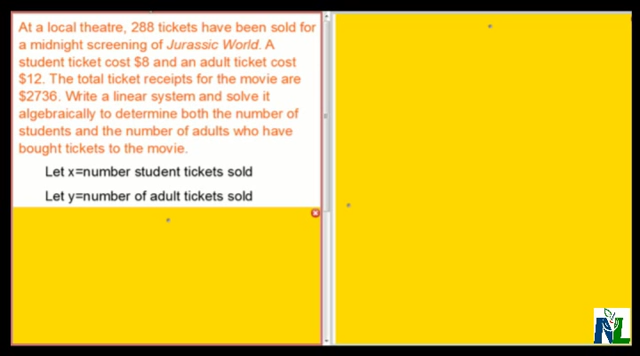 At a local theatre, 288 tickets have been sold for
a midnight screening of Jurassic World. A
student ticket cost $8 and an adult ticket cost
$12. The total ticket receipts for the movie are
$2736. Write a linear system and solve it
algebraically to determine both the number of
students and the number of adults who have
bought tickets to the movie.
Let x=number student tickets sold
Let y=number of adult tickets sold
NL